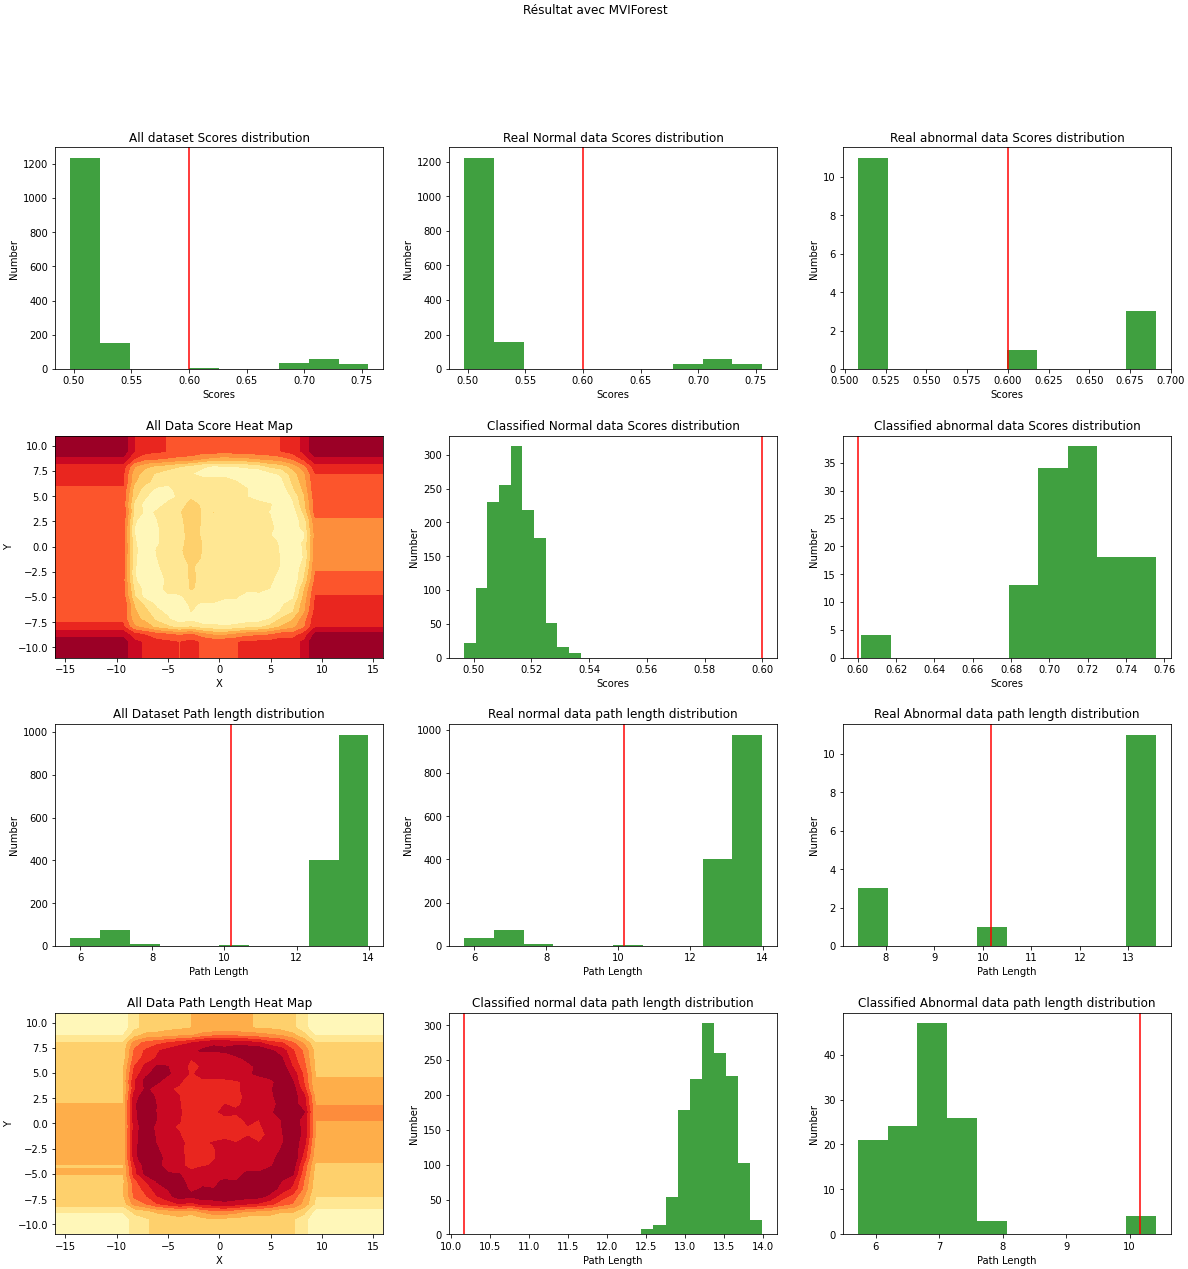 Résultat avec MVIForest
All dataset Scores distribution
Real Normal data Scores distribution
Real abnormal data Scores distribution
Number
1200
1000
800
600
400
200
0
0.50 0.55 0.60 0.65 0.70 0.75
Scores
Number
1200
1000
800
600
400
200
0
0.50 0.55 0.60 0.65 0.70 0.75
Scores
Number
10
8
6
4
2
0
0.500 0.525 0.550 0.575 0.600 0.625 0.650 0.675 0.700
Scores
All Data Score Heat Map
Classified Normal data Scores distribution
Classified abnormal data Scores distribution
Y
10.0
7.5
5.0
2.5
0.0
−2.5
−5.0
−7.5
−10.0
−15 −10 −5 0 5 10 15
X
Number
300
250
200
150
100
50
0
0.50 0.52 0.54 0.56 0.58 0.60
Scores
Number
35
30
25
20
15
10
5
0
0.60 0.62 0.64 0.66 0.68 0.70 0.72 0.74 0.76
Scores
All Dataset Path length distribution
Real normal data path length distribution
Real Abnormal data path length distribution
Number
1000
800
600
400
200
0
6 8 10 12 14
Path Length
Number
1000
800
600
400
200
0
6 8 10 12 14
Path Length
Number
10
8
6
4
2
0
8 9 10 11 12 13
Path Length
All Data Path Length Heat Map
Classified normal data path length distribution
Classified Abnormal data path length distribution
Y
10.0
7.5
5.0
2.5
0.0
−2.5
−5.0
−7.5
−10.0
−15 −10 −5 0 5 10 15
X
Number
300
250
200
150
100
50
0
10.0 10.5 11.0 11.5 12.0 12.5 13.0 13.5 14.0
Path Length
Number
40
30
20
10
0
6 7 8 9 10
Path Length